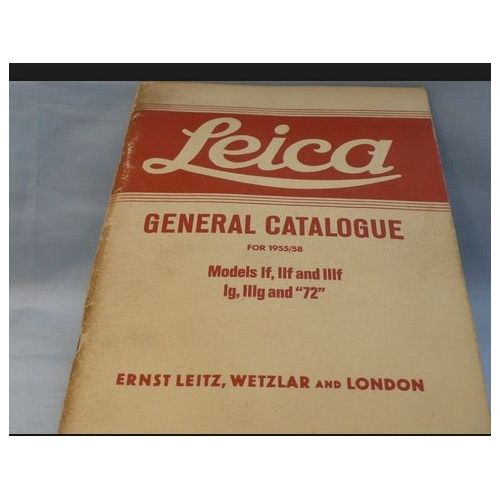 Leica
GENERAL CATALOGUE
FOR 1955/58
Models If, IIf and IIIf
Ig, IIIg and "72"
ERNST LEITZ, WETZLAR AND LONDON